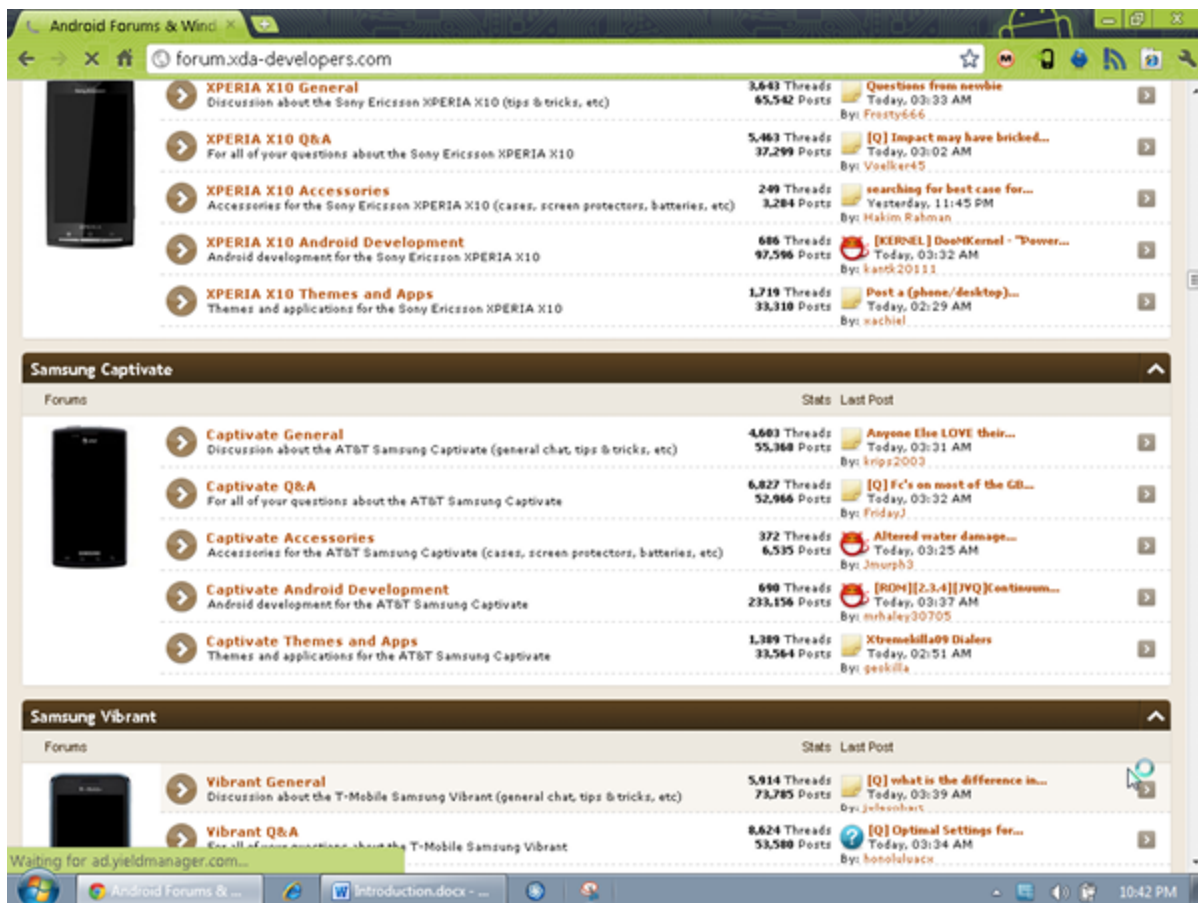 Android Forums & Wind
forum.xda-developers.com
XPERIA X10 General
Discussion about the Sony Ericsson XPERIA X10 (tips & tricks, etc)
3,643 Threads
65,542 Posts
Questions from newbie
Today, 03:33 AM
By: Frosty666
XPERIA X10 Q&A
For all of your questions about the Sony Ericsson XPERIA X10
5,463 Threads
37,299 Posts
[Q] Impact may have bricked...
Today, 03:02 AM
By: Voelker45
XPERIA X10 Accessories
Accessories for the Sony Ericsson XPERIA X10 (cases, screen protectors, batteries, etc)
249 Threads
3,284 Posts
searching for best case for...
Yesterday, 11:45 PM
By: Hakim Rahman
XPERIA X10 Android Development
Android development for the Sony Ericsson XPERIA X10
686 Threads
97,596 Posts
[KERNEL] DooMKernel - "Power...
Today, 03:32 AM
By: kantk20111
XPERIA X10 Themes and Apps
Themes and applications for the Sony Ericsson XPERIA X10
1,719 Threads
33,310 Posts
Post a (phone/desktop)...
Today, 02:29 AM
By: xachiel
Samsung Captivate
Forums Stats Last Post
Captivate General
Discussion about the AT&T Samsung Captivate (general chat, tips & tricks, etc)
4,603 Threads
55,368 Posts
Anyone Else LOVE their...
Today, 03:31 AM
By: krips2003
Captivate Q&A
For all of your questions about the AT&T Samsung Captivate
6,827 Threads
52,966 Posts
[Q] Fc's on most of the GB...
Today, 03:32 AM
By: FridayJ
Captivate Accessories
Accessories for the AT&T Samsung Captivate (cases, screen protectors, batteries, etc)
372 Threads
6,535 Posts
Altered water damage...
Today, 03:25 AM
By: Jmurph3
Captivate Android Development
Android development for the AT&T Samsung Captivate
690 Threads
233,156 Posts
[ROM][2.3.4][JVQ]Continuum...
Today, 03:37 AM
By: mrhaley30705
Captivate Themes and Apps
Themes and applications for the AT&T Samsung Captivate
1,389 Threads
33,564 Posts
Xtremekilla09 Dialers
Today, 02:51 AM
By: geokilla
Samsung Vibrant
Forums Stats Last Post
Vibrant General
Discussion about the T-Mobile Samsung Vibrant (general chat, tips & tricks, etc)
5,914 Threads
73,785 Posts
[Q] what is the difference in...
Today, 03:39 AM
By:
Vibrant Q&A
For all of your questions about the T-Mobile Samsung Vibrant
8,624 Threads
53,580 Posts
[Q] Optimal Settings for...
Today, 03:34 AM
By: honoluluacx
Waiting for ad.yieldmanager.com...
Android Forums & ...
Introduction.docx - ...
10:42 PM